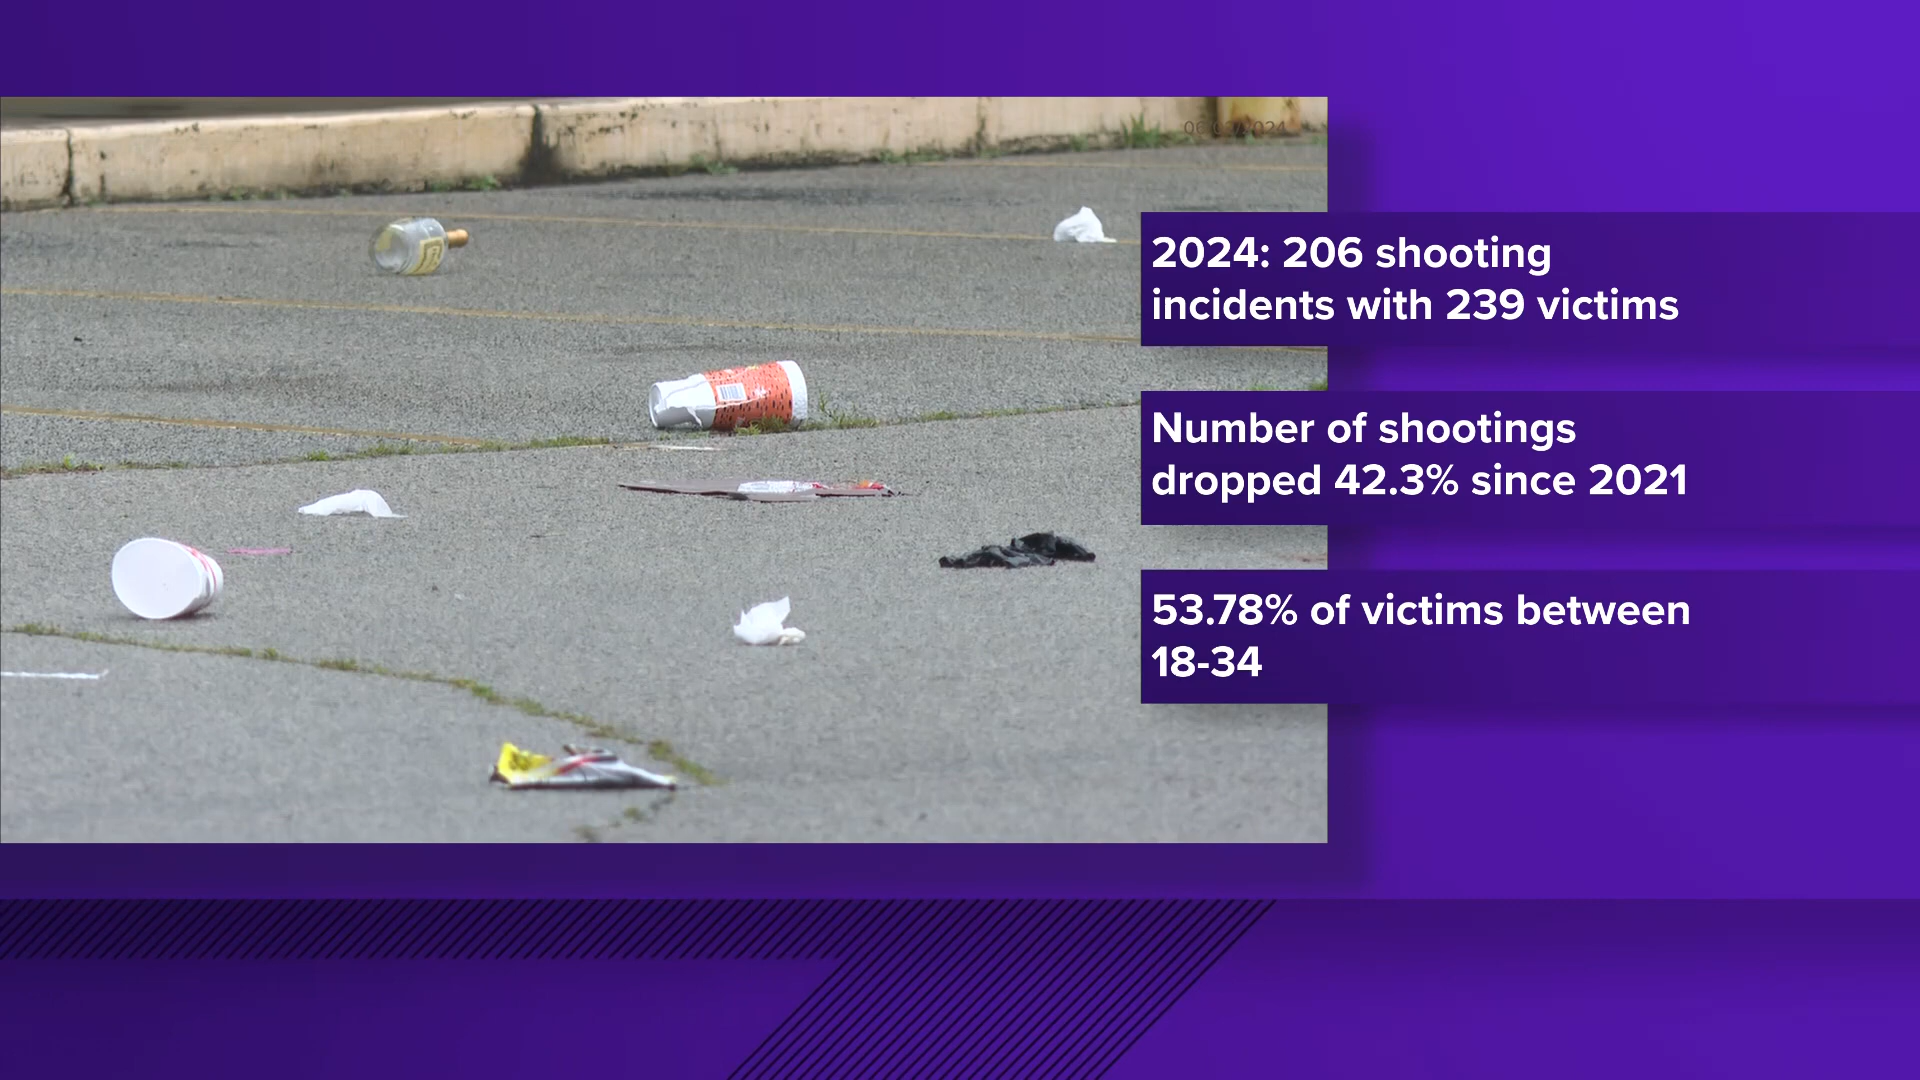 2024: 206 shooting
incidents with 239 victims
Number of shootings
dropped 42.3% since 2021
53.78% of victims between
18-34